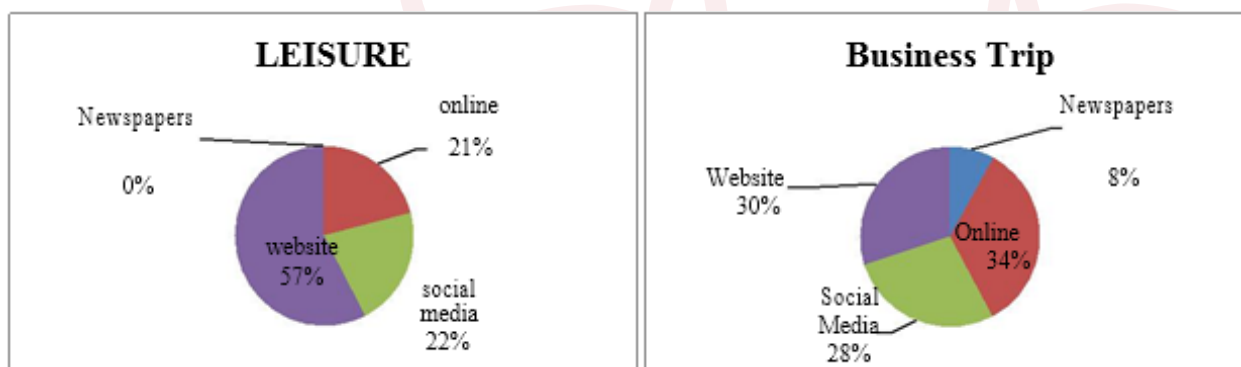 LEISURE
Newspapers
0%
online
21%
website
57%
social
media
22%
Business Trip
Newspapers
8%
Website
30%
Online
34%
Social
Media
28%